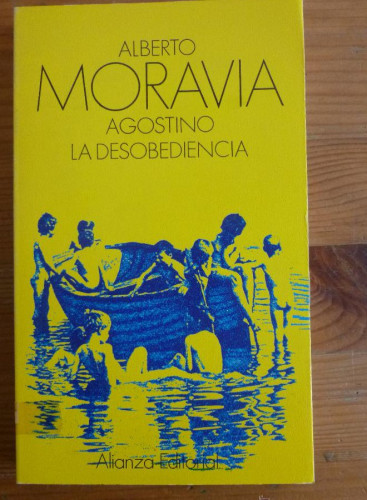 ALBERTO
MORAVIA
AGOSTINO
LA DESOBEDIENCIA
Alianza Editorial